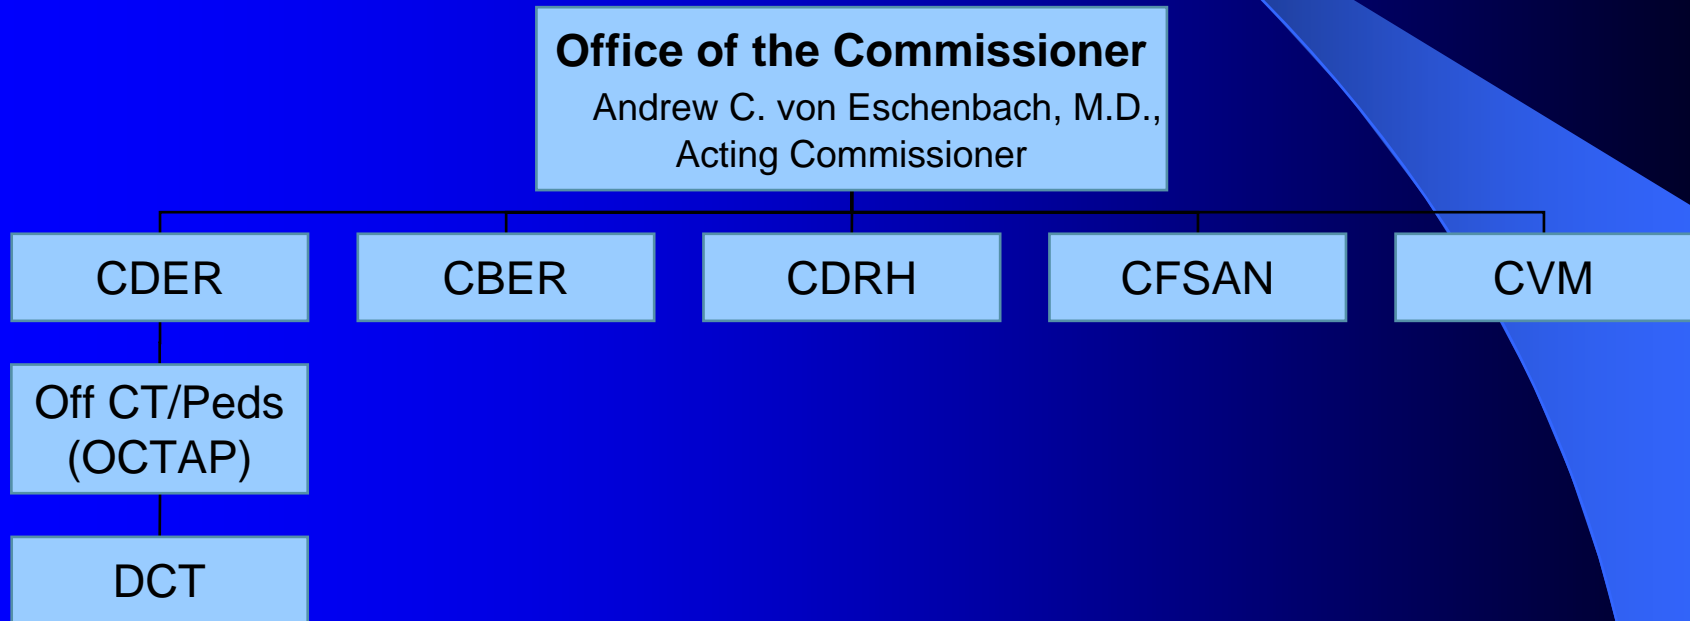 Office of the Commissioner
Andrew C. von Eschenbach, M.D.,
Acting Commissioner
CDER
CBER
CDRH
CFSAN
CVM
Off CT/Peds
(OCTAP)
DCT